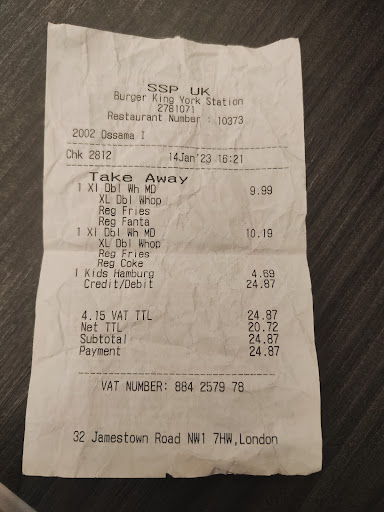 SSP UK
Burger King York Station
2781071
Restaurant Number : 10373
2002 Ossama I
Chk 2812 14Jan'23 16:21
Take Away
1 Xl Dbl Wh MD 9.99
XL Dbl Whop
Reg Fries
Reg Fanta
1 Xl Dbl Wh MD 10.19
XL Dbl Whop
Reg Fries
Reg Coke
1 Kids Hamburg 4.69
Credit/Debit 24.87
4.15 VAT TTL 24.87
Net TTL 20.72
Subtotal 24.87
Payment 24.87
VAT NUMBER: 884 2579 78
32 Jamestown Road NW1 7HW,London